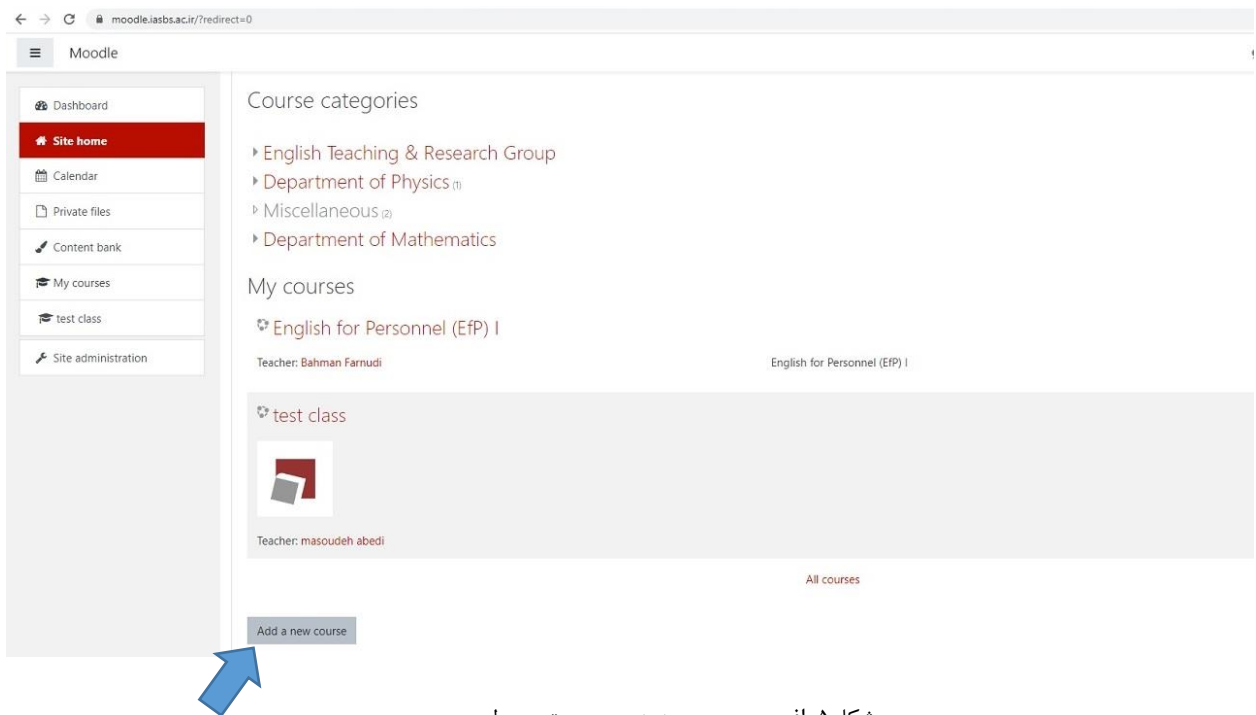 moodle.iasbs.ac.ir/?redirect=0
Moodle
Dashboard
Site home
Calendar
Private files
Content bank
My courses
test class
Site administration
Course categories
English Teaching & Research Group
Department of Physics (1)
Miscellaneous (2)
Department of Mathematics
My courses
English for Personnel (EfP) I
Teacher: Bahman Farnudi
English for Personnel (EfP) I
test class
Teacher: masoudeh abedi
All courses
Add a new course